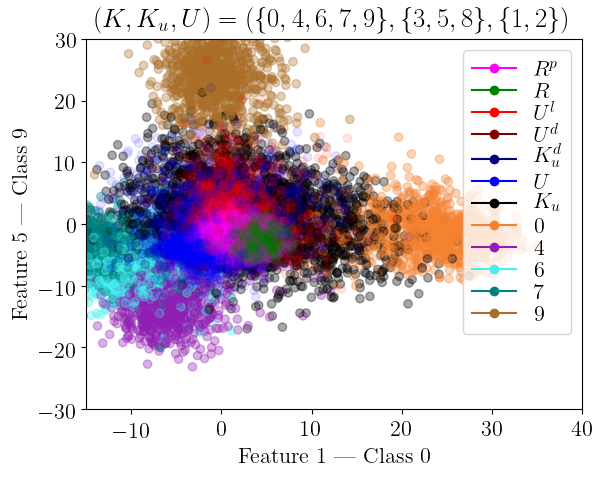 (K, K_u, U) = ({0, 4, 6, 7, 9}, {3, 5, 8}, {1, 2})
30
20
10
0
−10
−20
−30
Feature 5 — Class 9
R^p
R
U^l
U^d
K_u^d
U
K_u
0
4
6
7
9
−10
0
10
20
30
40
Feature 1 — Class 0